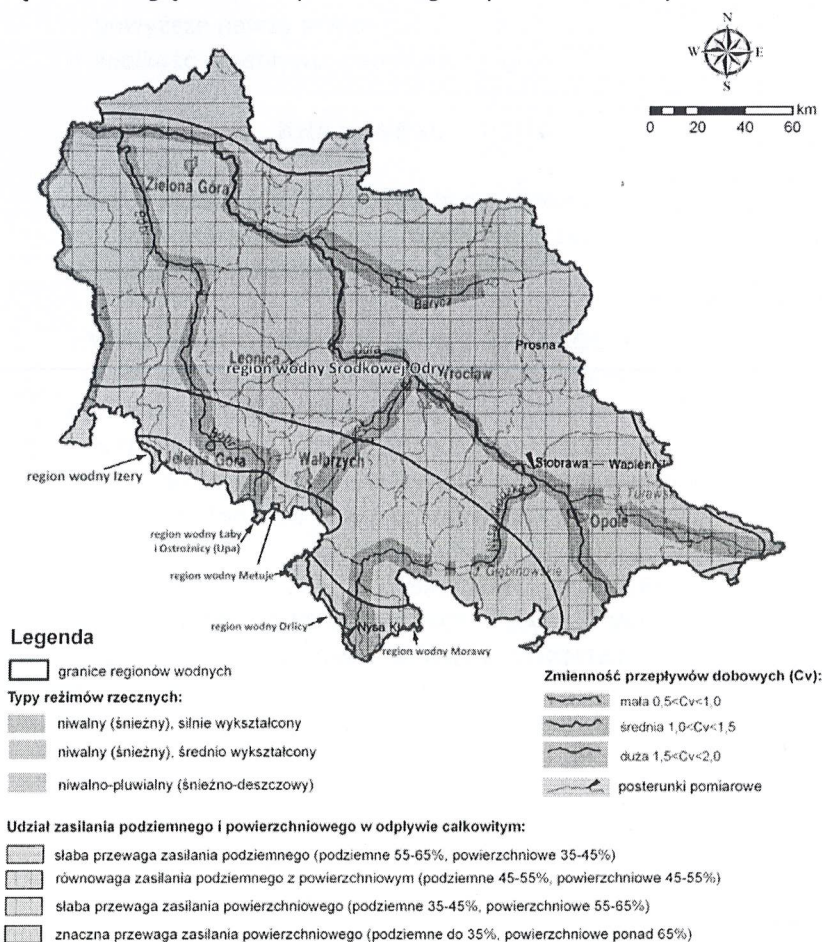 N
W
E
S
km
0 20 40 60
Zielona Góra
Barycz
Prosna
Legnica
Odra
region wodny Środkowej Odry
Wrocław
Bóbr
Jelenia Góra
Wałbrzych
Stobrawa — Wapienn
J. Turawsk
Opole
region wodny Izery
region wodny Łaby
i Ostrożnicy (Upa)
region wodny Metuje
J. Głębinowskie
region wodny Orlicy
Nysa Kł
region wodny Morawy
Legenda
granice regionów wodnych
Typy reżimów rzecznych:
niwalny (śnieżny), silnie wykształcony
niwalny (śnieżny), średnio wykształcony
niwalno-pluwialny (śnieżno-deszczowy)
Zmienność przepływów dobowych (Cv):
mała 0,5<Cv<1,0
średnia 1,0<Cv<1,5
duża 1,5<Cv<2,0
posterunki pomiarowe
Udział zasilania podziemnego i powierzchniowego w odpływie całkowitym:
słaba przewaga zasilania podziemnego (podziemne 55-65%, powierzchniowe 35-45%)
równowaga zasilania podziemnego z powierzchniowym (podziemne 45-55%, powierzchniowe 45-55%)
słaba przewaga zasilania powierzchniowego (podziemne 35-45%, powierzchniowe 55-65%)
znaczna przewaga zasilania powierzchniowego (podziemne do 35%, powierzchniowe ponad 65%)